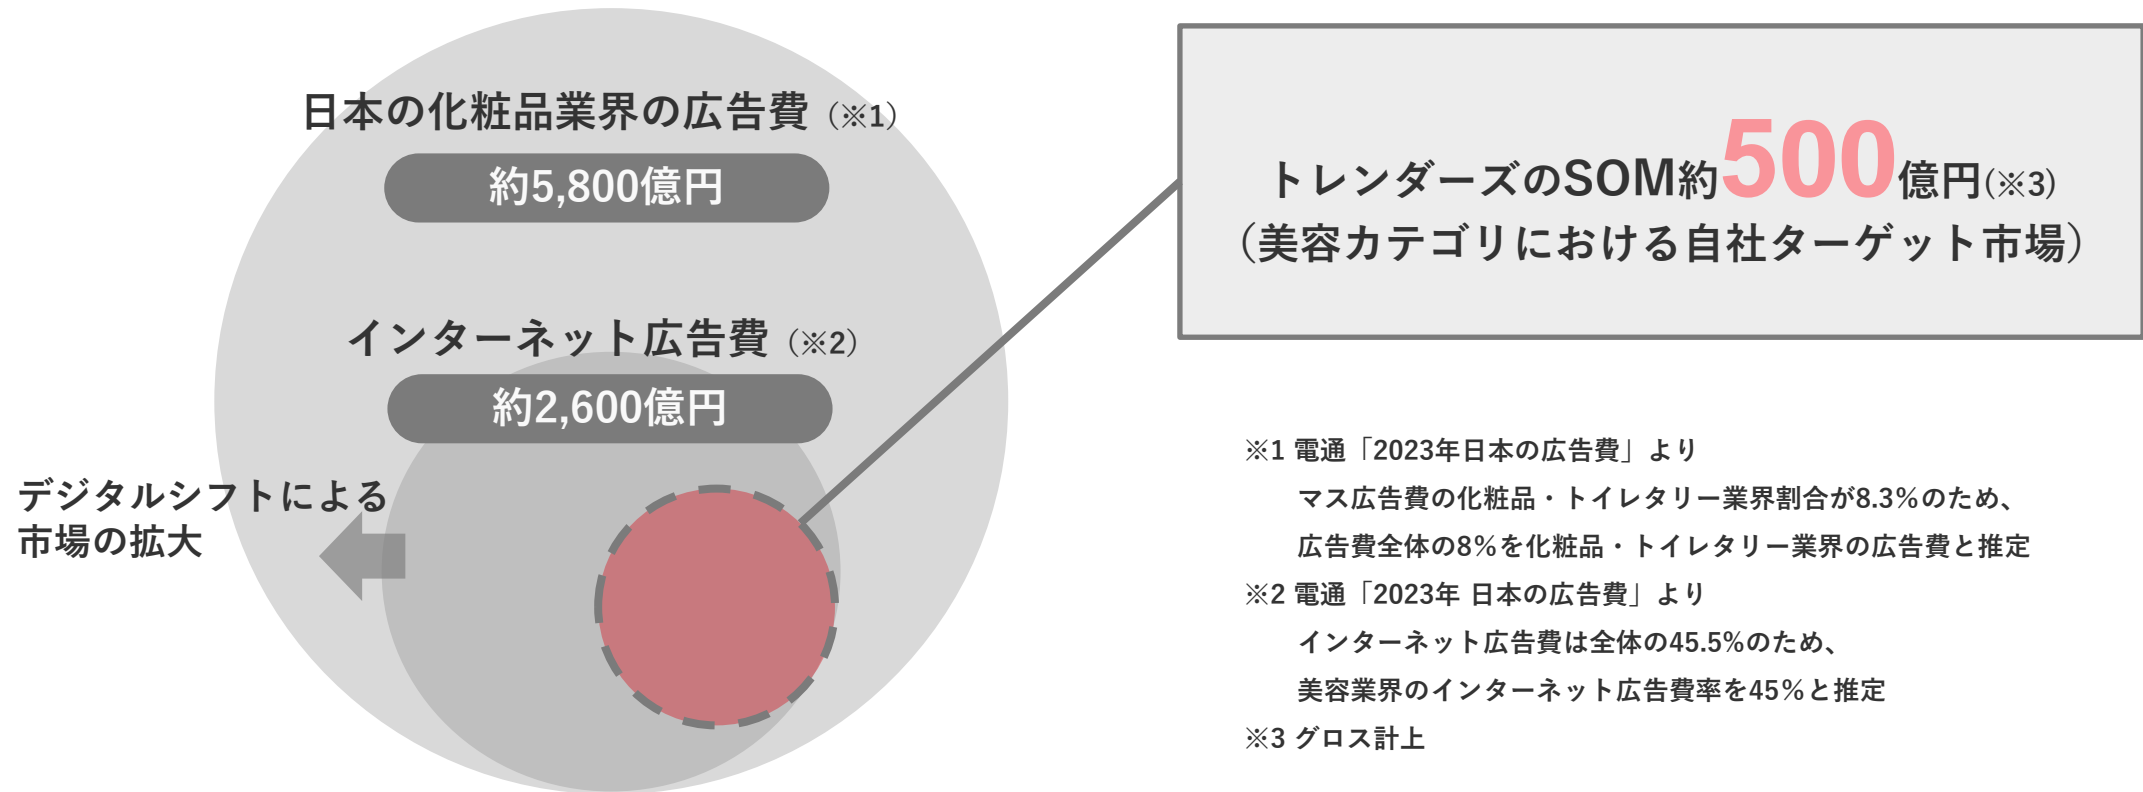 日本の化粧品業界の広告費（※1）
約5,800億円
インターネット広告費（※2）
約2,600億円
デジタルシフトによる
市場の拡大
トレンダーズのSOM約500億円(※3)
（美容カテゴリにおける自社ターゲット市場）
※1 電通「2023年日本の広告費」より
マス広告費の化粧品・トイレタリー業界割合が8.3%のため、
広告費全体の8%を化粧品・トイレタリー業界の広告費と推定
※2 電通「2023年 日本の広告費」より
インターネット広告費は全体の45.5%のため、
美容業界のインターネット広告費率を45%と推定
※3 グロス計上